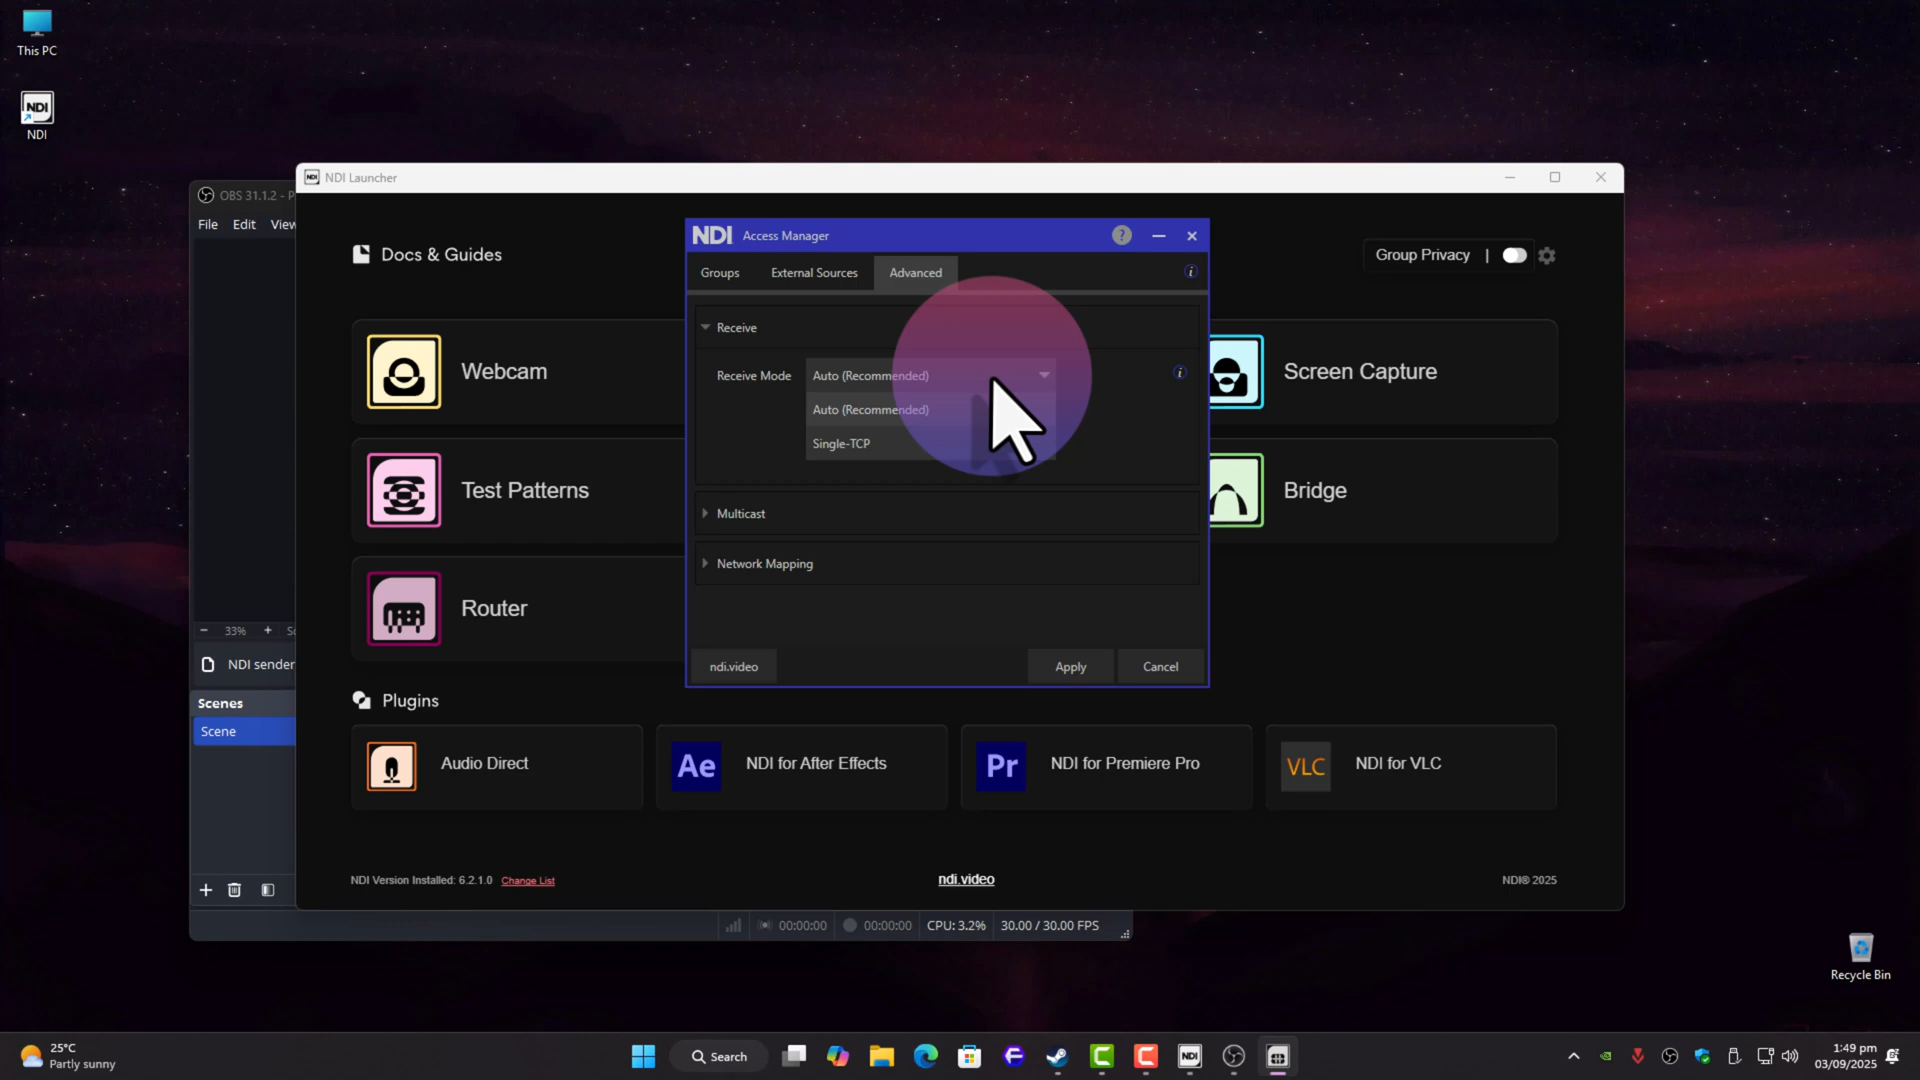 This PC
NDI
NDI
NDI Launcher
OBS 31.1.2 - P
File Edit View
Docs & Guides
Group Privacy |
NDI Access Manager ?
Groups External Sources Advanced i
Receive
Receive Mode Auto (Recommended) i
Auto (Recommended)
Single-TCP
Multicast
Network Mapping
ndi.video Apply Cancel
Webcam
Screen Capture
Test Patterns
Bridge
Router
33%
NDI sender
Scenes
Scene
Plugins
Audio Direct
Ae NDI for After Effects
Pr NDI for Premiere Pro
VLC NDI for VLC
NDI Version Installed: 6.2.1.0 Change List
ndi.video
NDI® 2025
00:00:00 00:00:00 CPU: 3.2% 30.00 / 30.00 FPS
Recycle Bin
25°C
Partly sunny
Search
NDI
1:49 pm
03/09/2025